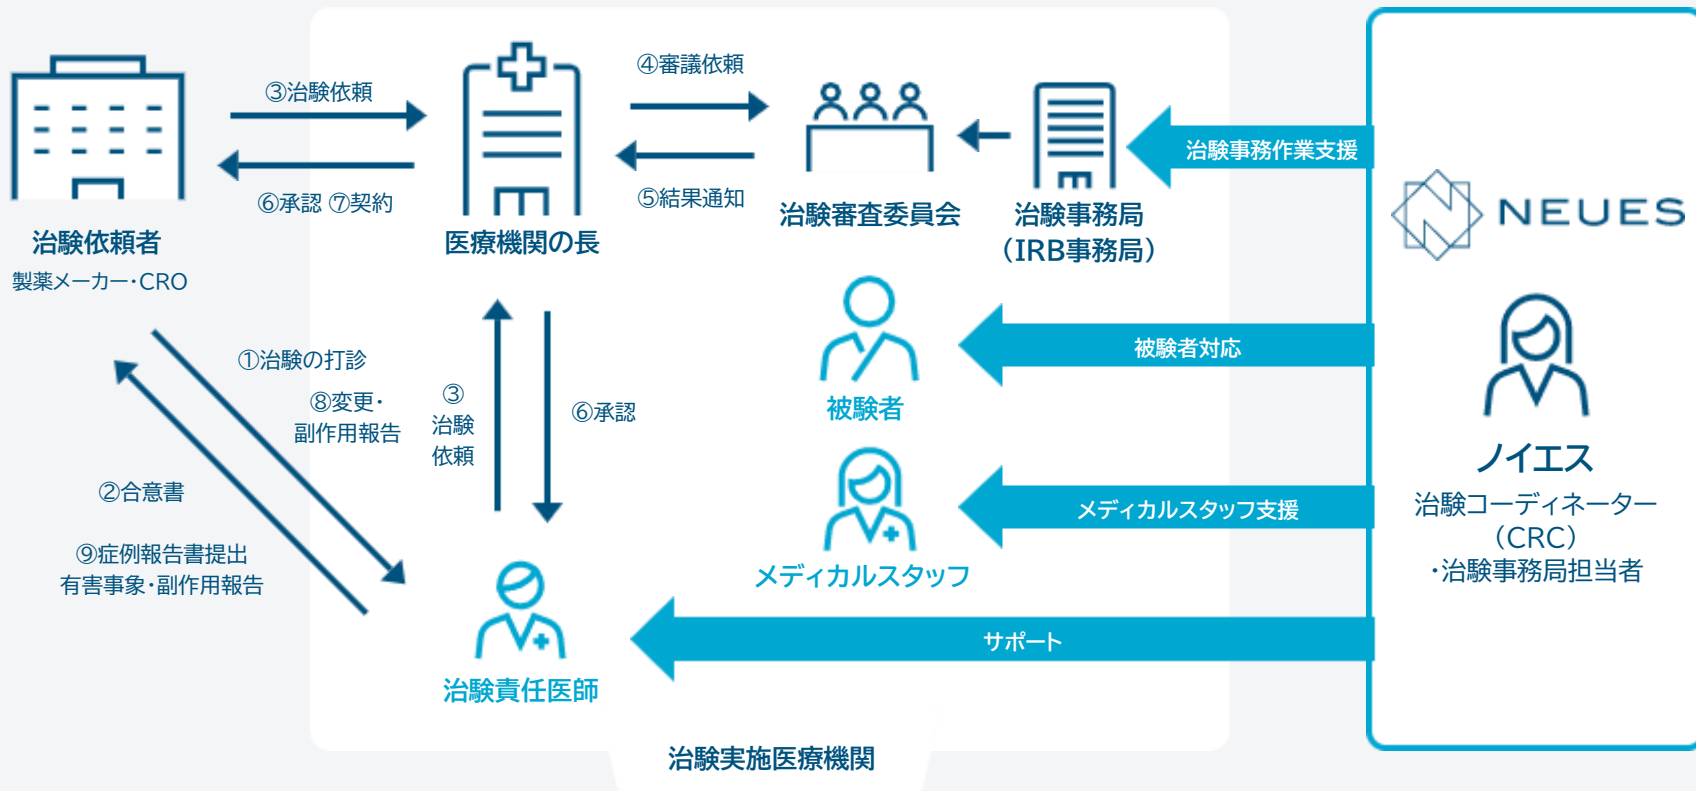 ③治験依頼
⑥承認 ⑦契約
治験依頼者
製薬メーカー・CRO
医療機関の長
④審議依頼
⑤結果通知
治験審査委員会
治験事務局
（IRB事務局）
治験事務作業支援
NEUES
①治験の打診
⑧変更・
副作用報告
②合意書
⑨症例報告書提出
有害事象・副作用報告
③
治験
依頼
⑥承認
被験者
被験者対応
メディカルスタッフ
メディカルスタッフ支援
治験責任医師
サポート
ノイエス
治験コーディネーター
（CRC）
・治験事務局担当者
治験実施医療機関